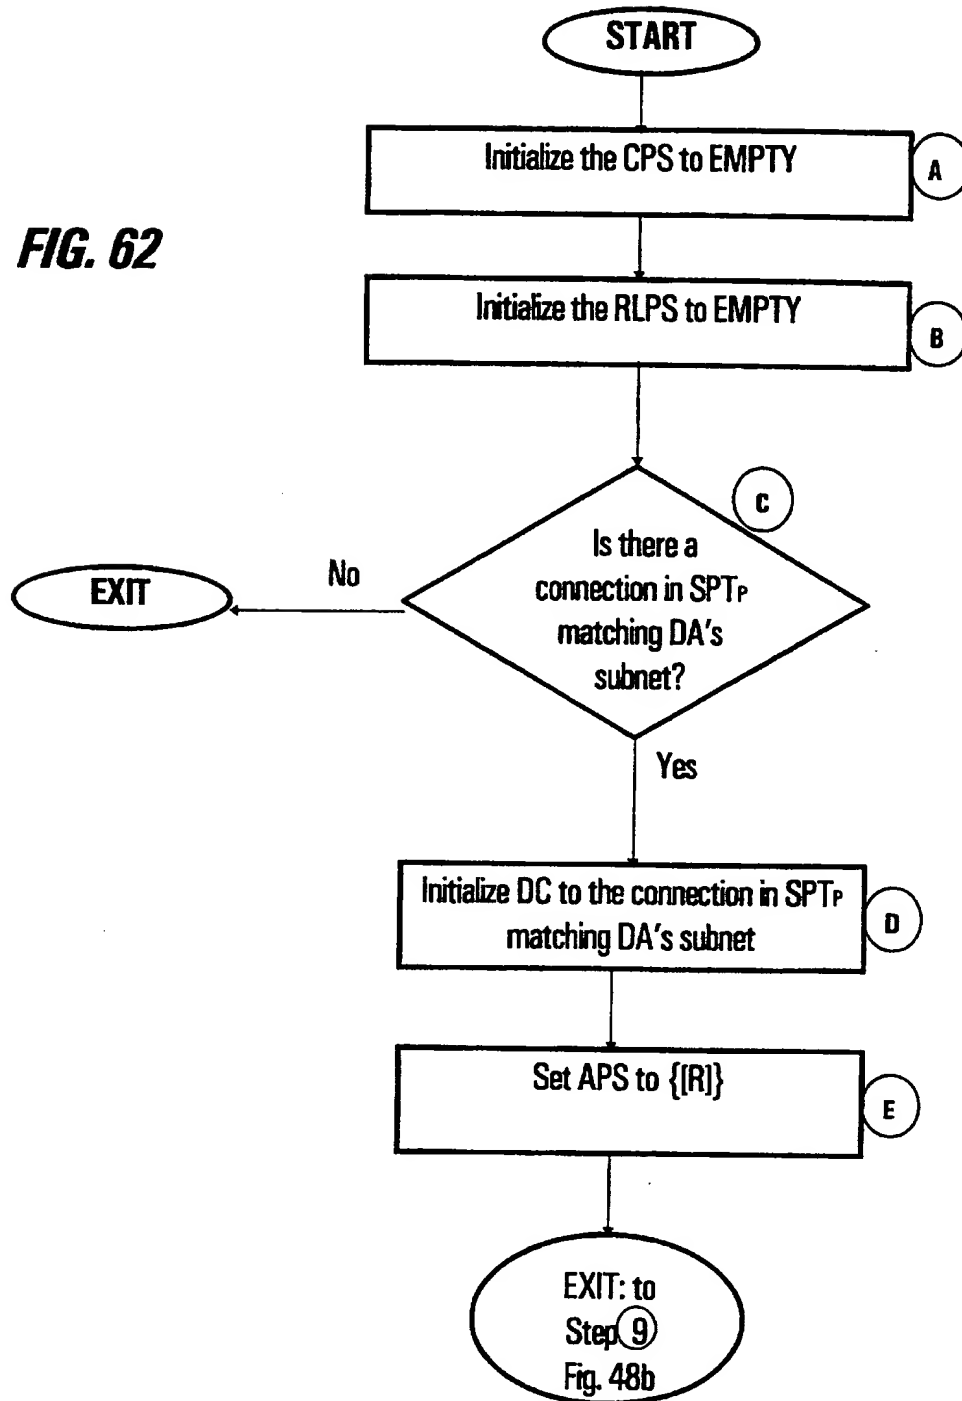 START
Initialize the CPS to EMPTY
A
FIG. 62
Initialize the RLPS to EMPTY
B
C
Is there a
connection in SPTP
matching DA's
subnet?
No
EXIT
Yes
Initialize DC to the connection in SPTP
matching DA's subnet
D
Set APS to {[R]}
E
EXIT: to
Step 9
Fig. 48b